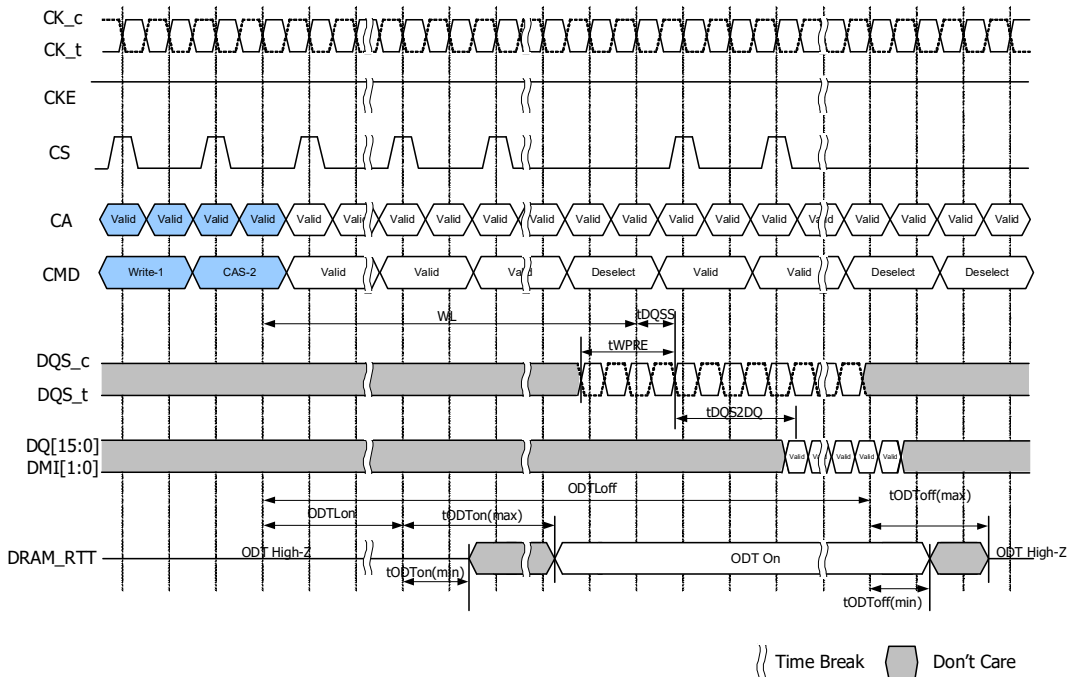 CK_c
CK_t
CKE
CS
CA Valid Valid Valid Valid Valid Valid Valid Valid Valid Valid Valid Valid Valid Valid Valid Valid Valid Valid Valid Valid
CMD Write-1 CAS-2 Valid Valid Valid Deselect Valid Valid Deselect Deselect
WL tDQSS
tWPRE
DQS_c
DQS_t
tDQS2DQ
DQ[15:0]
DMI[1:0] Valid Valid Valid Valid Valid
ODTLoff tODToff(max)
ODTLon tODTon(max)
DRAM_RTT ODT High-Z ODT On ODT High-Z
tODTon(min)
tODToff(min)
Time Break Don't Care